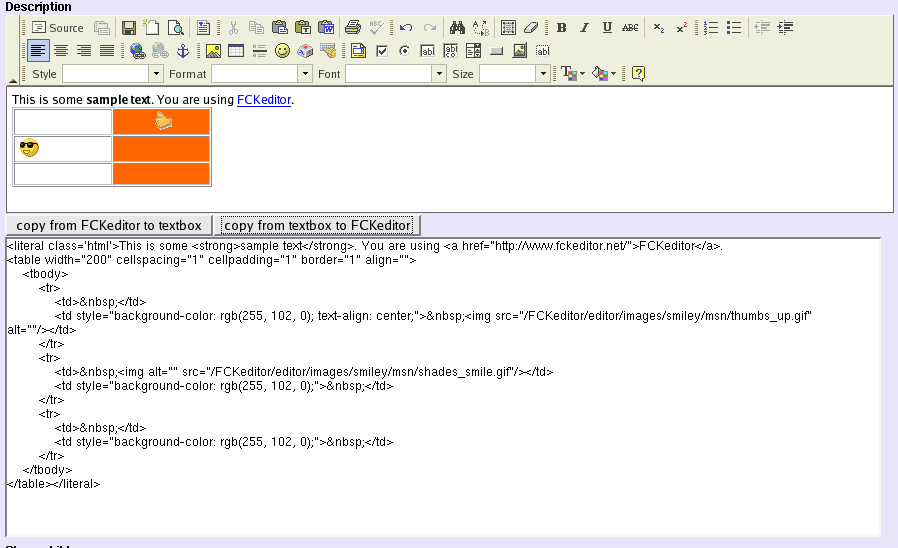 Description
Source
ABC
B I U ABC x₂ x²
Style Format Font Size
This is some sample text. You are using FCKeditor.
copy from FCKeditor to textbox copy from textbox to FCKeditor
<literal class='html'>This is some <strong>sample text</strong>. You are using <a href="http://www.fckeditor.net/">FCKeditor</a>.
<table width="200" cellspacing="1" cellpadding="1" border="1" align="">
<tbody>
<tr>
<td>&nbsp;</td>
<td style="background-color: rgb(255, 102, 0); text-align: center;">&nbsp;<img src="/FCKeditor/editor/images/smiley/msn/thumbs_up.gif"
alt=""/></td>
</tr>
<tr>
<td>&nbsp;<img alt="" src="/FCKeditor/editor/images/smiley/msn/shades_smile.gif"/></td>
<td style="background-color: rgb(255, 102, 0);">&nbsp;</td>
</tr>
<tr>
<td>&nbsp;</td>
<td style="background-color: rgb(255, 102, 0);">&nbsp;</td>
</tr>
</tbody>
</table></literal>